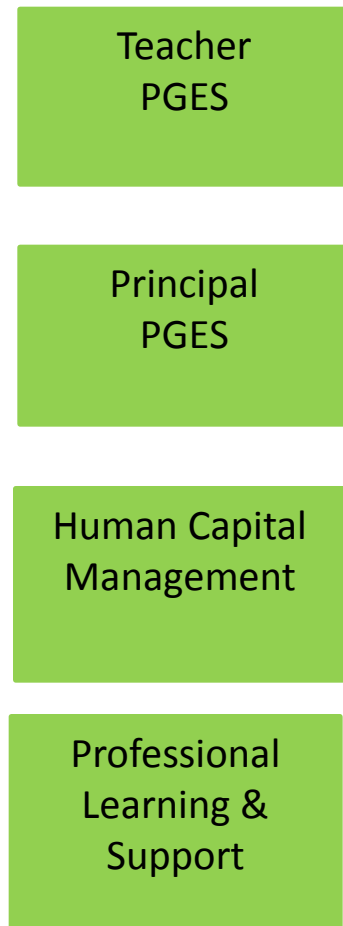 Teacher
PGES
Principal
PGES
Human Capital
Management
Professional
Learning &
Support